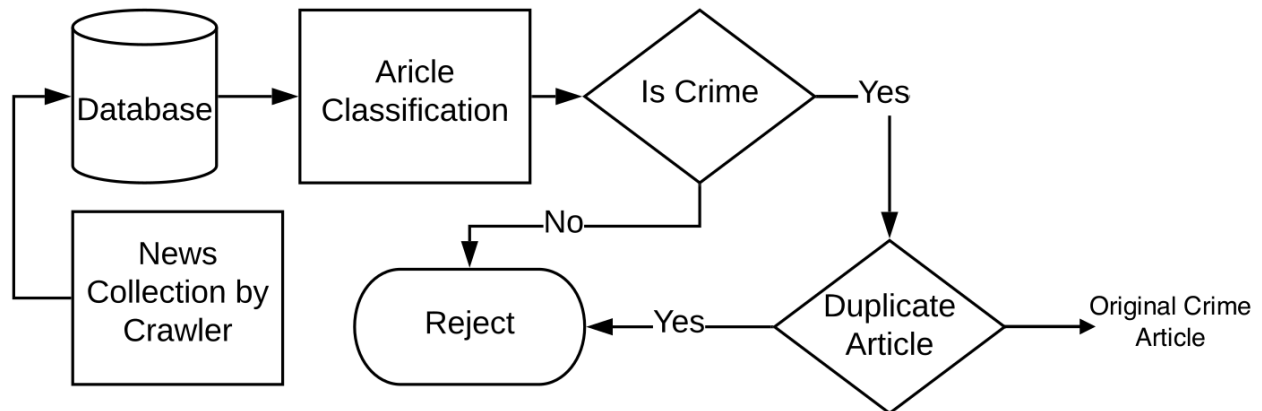 Database
Aricle
Classification
Is Crime
Yes
No
News
Collection by
Crawler
Reject
Yes
Duplicate
Article
Original Crime
Article